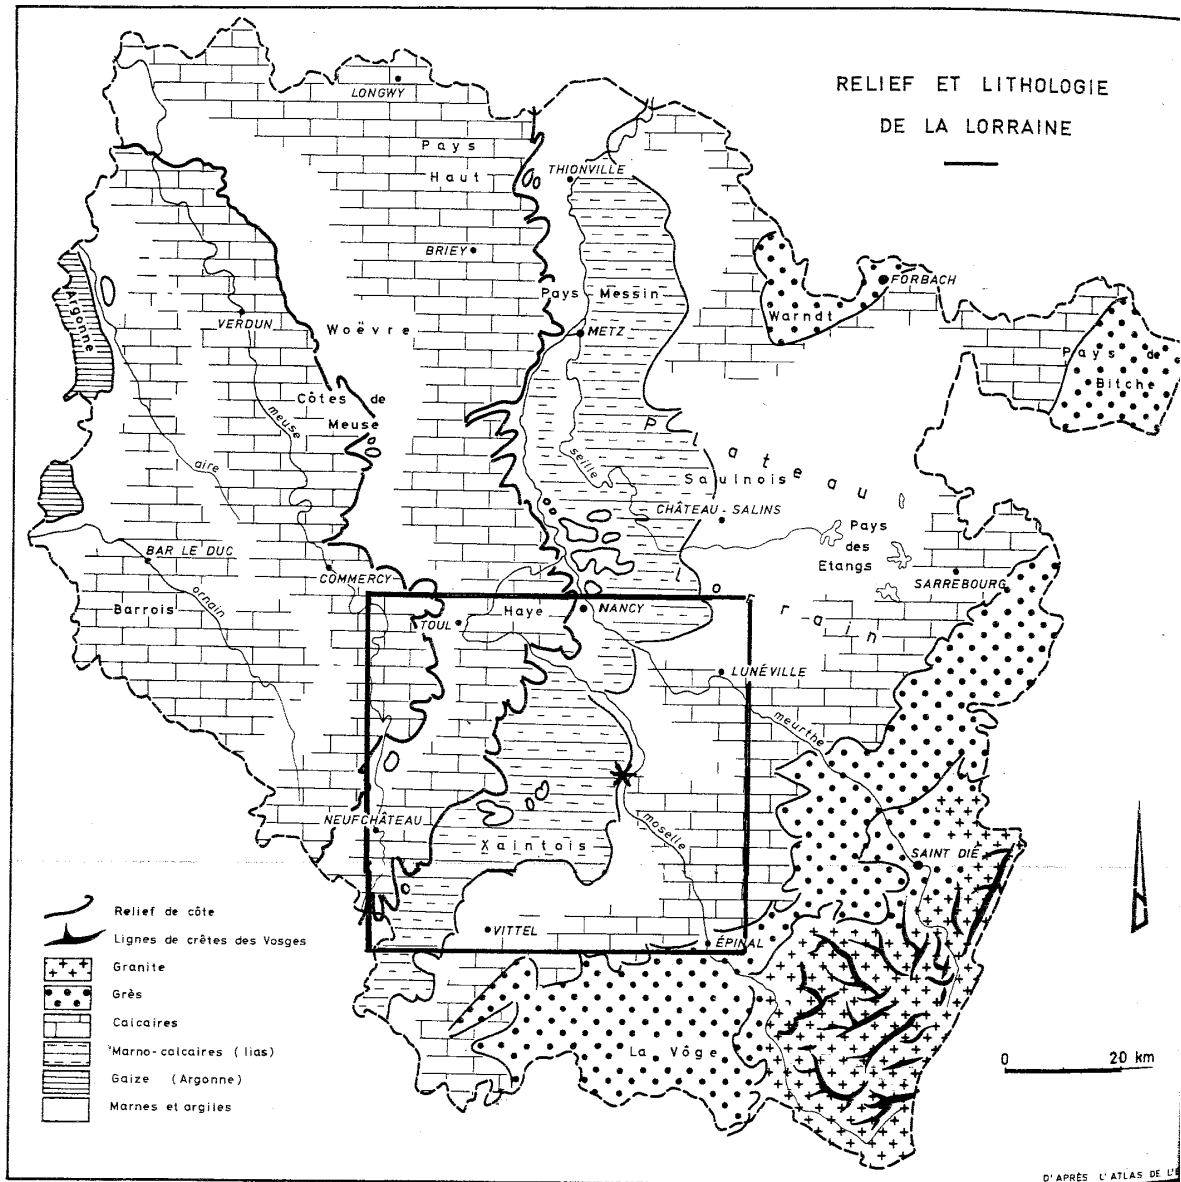 RELIEF ET LITHOLOGIE
DE LA LORRAINE
LONGWY
Pays
Haut
THIONVILLE
BRIEY
Pays Messin
METZ
FORBACH
Warndt
Pays de
Bitche
Argonne
VERDUN
Woëvre
Côtes de
Meuse
meuse
aire
seille
Plateau lorrain
Saulnois
CHÂTEAU-SALINS
Pays
des
Etangs
SARREBOURG
BAR LE DUC
COMMERCY
Barrois
ornain
TOUL
Haye
NANCY
LUNÉVILLE
meurthe
NEUFCHÂTEAU
Xaintois
moselle
SAINT DIÉ
VITTEL
ÉPINAL
La Vôge
Relief de côte
Lignes de crêtes des Vosges
Granite
Grès
Calcaires
Marno-calcaires (lias)
Gaize (Argonne)
Marnes et argiles
0 20 km
D'APRÈS L'ATLAS DE L'E